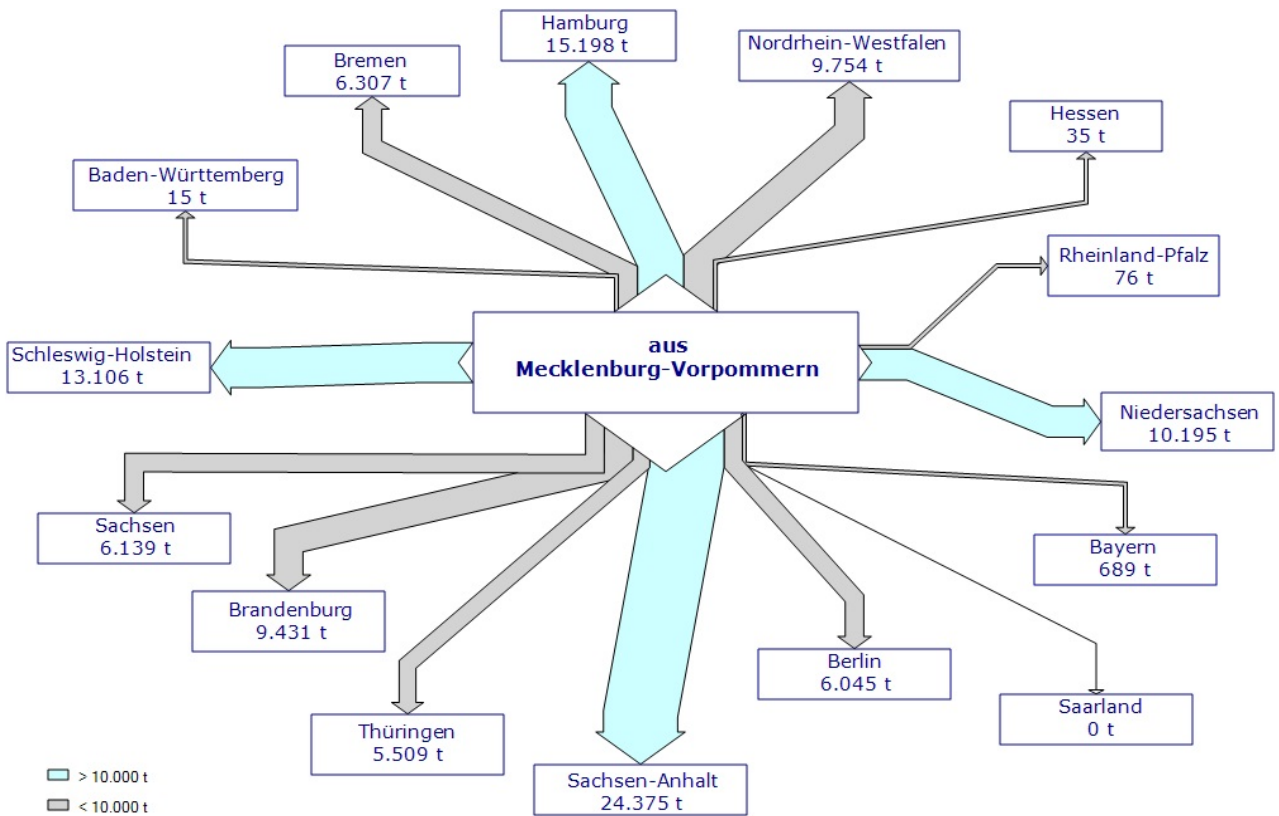 Hamburg
15.198 t
Nordrhein-Westfalen
9.754 t
Bremen
6.307 t
Hessen
35 t
Baden-Württemberg
15 t
Rheinland-Pfalz
76 t
aus
Mecklenburg-Vorpommern
Schleswig-Holstein
13.106 t
Niedersachsen
10.195 t
Sachsen
6.139 t
Bayern
689 t
Brandenburg
9.431 t
Berlin
6.045 t
Saarland
0 t
Thüringen
5.509 t
Sachsen-Anhalt
24.375 t
> 10.000 t
< 10.000 t